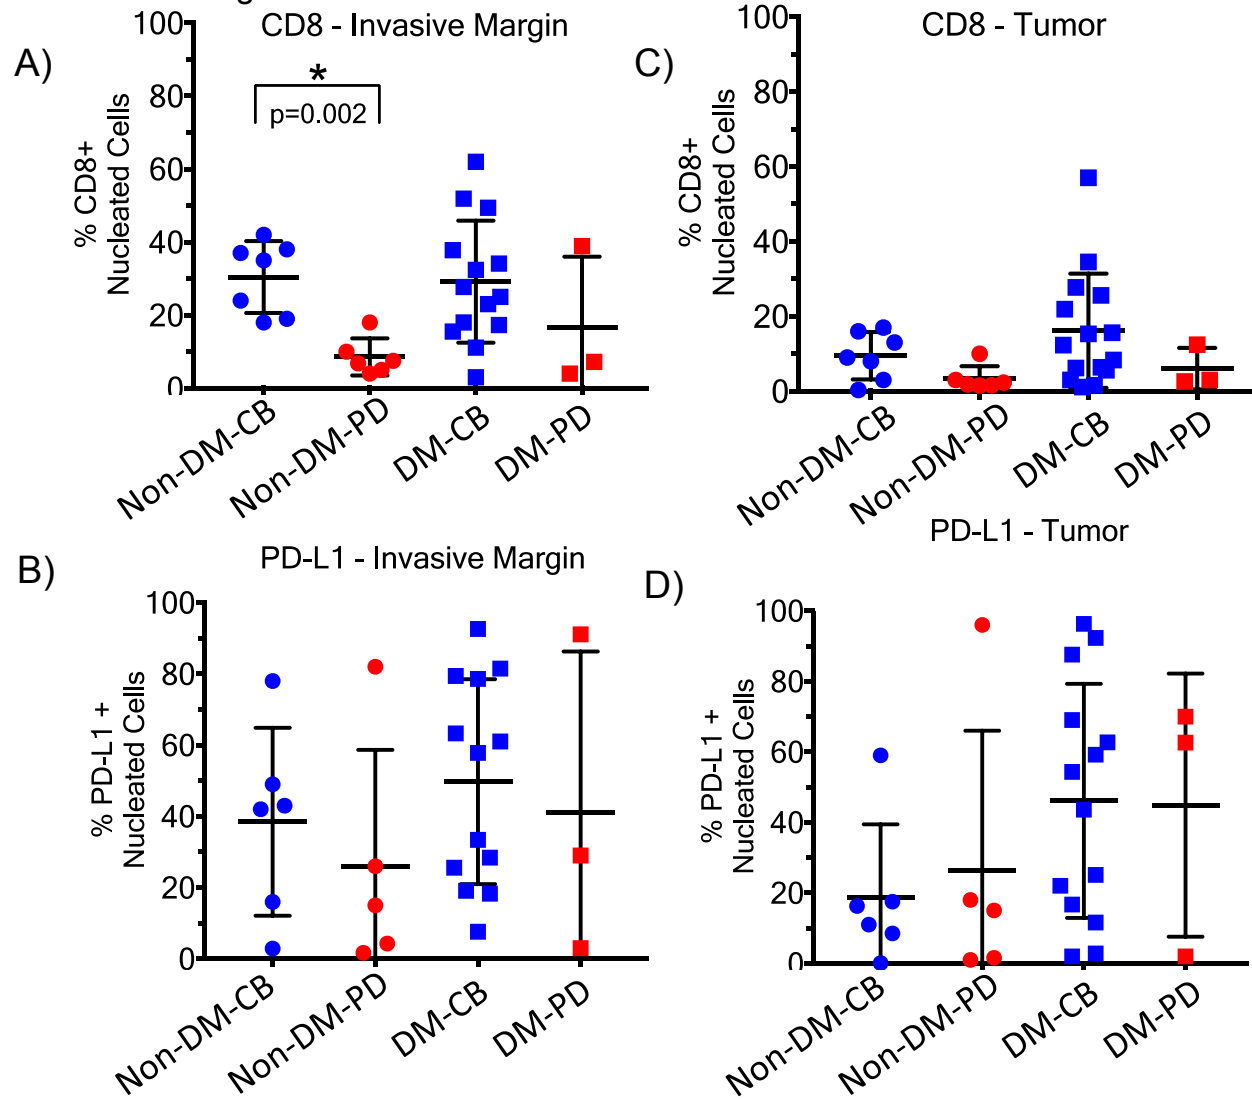 A)
CD8 - Invasive Margin
% CD8+
Nucleated Cells
100
80
60
40
20
0
*
p=0.002
Non-DM-CB
Non-DM-PD
DM-CB
DM-PD
C)
CD8 - Tumor
% CD8+
Nucleated Cells
100
80
60
40
20
0
Non-DM-CB
Non-DM-PD
DM-CB
DM-PD
B)
PD-L1 - Invasive Margin
% PD-L1 +
Nucleated Cells
100
80
60
40
20
0
Non-DM-CB
Non-DM-PD
DM-CB
DM-PD
D)
PD-L1 - Tumor
% PD-L1 +
Nucleated Cells
100
80
60
40
20
0
Non-DM-CB
Non-DM-PD
DM-CB
DM-PD